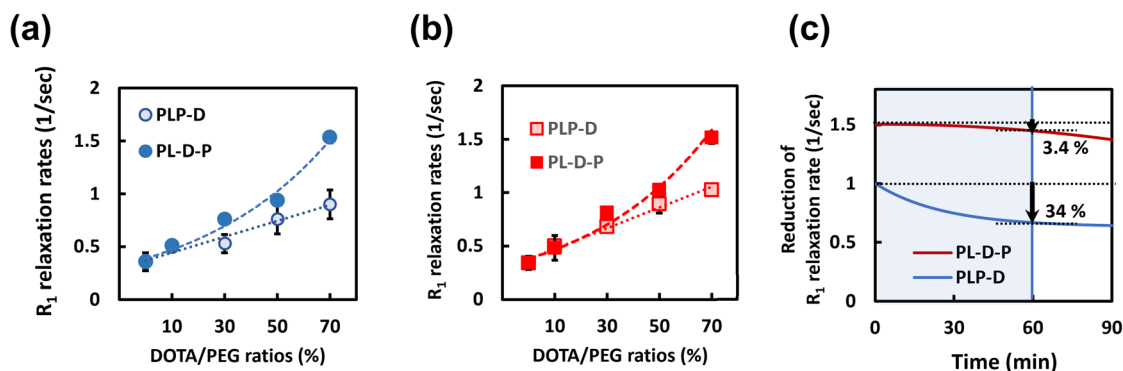 (a)
R1 relaxation rates (1/sec)
2
1.5
1
0.5
0
PLP-D
PL-D-P
10 30 50 70
DOTA/PEG ratios (%)
(b)
R1 relaxation rates (1/sec)
2
1.5
1
0.5
0
PLP-D
PL-D-P
10 30 50 70
DOTA/PEG ratios (%)
(c)
Reduction of
R1 relaxation rate (1/sec)
1.5
1
0.5
0
3.4 %
34 %
PL-D-P
PLP-D
0 30 60 90
Time (min)